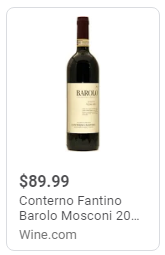 BAROLO
$89.99
Conterno Fantino
Barolo Mosconi 20...
Wine.com